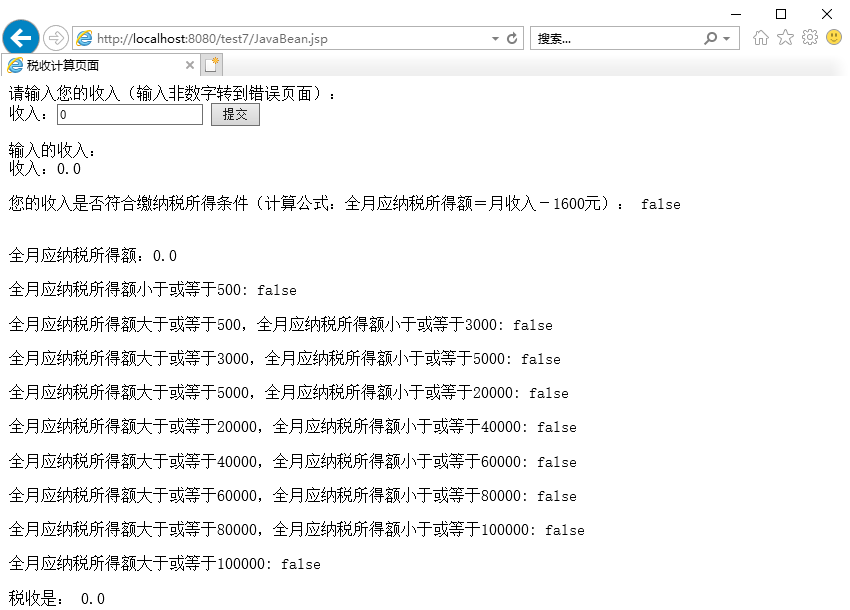 http://localhost:8080/test7/JavaBean.jsp
搜索...
税收计算页面
请输入您的收入（输入非数字转到错误页面）：
收入：0 提交
输入的收入：
收入：0.0
您的收入是否符合缴纳税所得条件（计算公式：全月应纳税所得额＝月收入－1600元）： false
全月应纳税所得额：0.0
全月应纳税所得额小于或等于500: false
全月应纳税所得额大于或等于500，全月应纳税所得额小于或等于3000: false
全月应纳税所得额大于或等于3000，全月应纳税所得额小于或等于5000: false
全月应纳税所得额大于或等于5000，全月应纳税所得额小于或等于20000: false
全月应纳税所得额大于或等于20000，全月应纳税所得额小于或等于40000: false
全月应纳税所得额大于或等于40000，全月应纳税所得额小于或等于60000: false
全月应纳税所得额大于或等于60000，全月应纳税所得额小于或等于80000: false
全月应纳税所得额大于或等于80000，全月应纳税所得额小于或等于100000: false
全月应纳税所得额大于或等于100000: false
税收是： 0.0